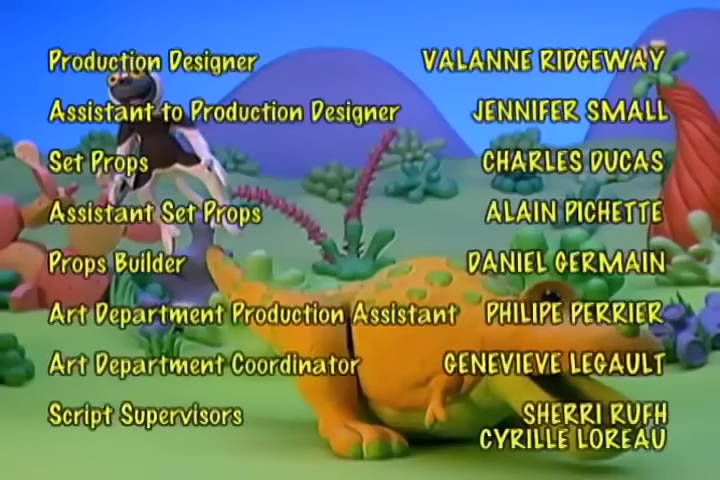 Production Designer VALANNE RIDGEWAY
Assistant to Production Designer JENNIFER SMALL
Set Props CHARLES DUCAS
Assistant Set Props ALAIN PICHETTE
Props Builder DANIEL GERMAIN
Art Department Production Assistant PHILIPE PERRIER
Art Department Coordinator GENEVIEVE LEGAULT
Script Supervisors SHERRI RUFH
CYRILLE LOREAU